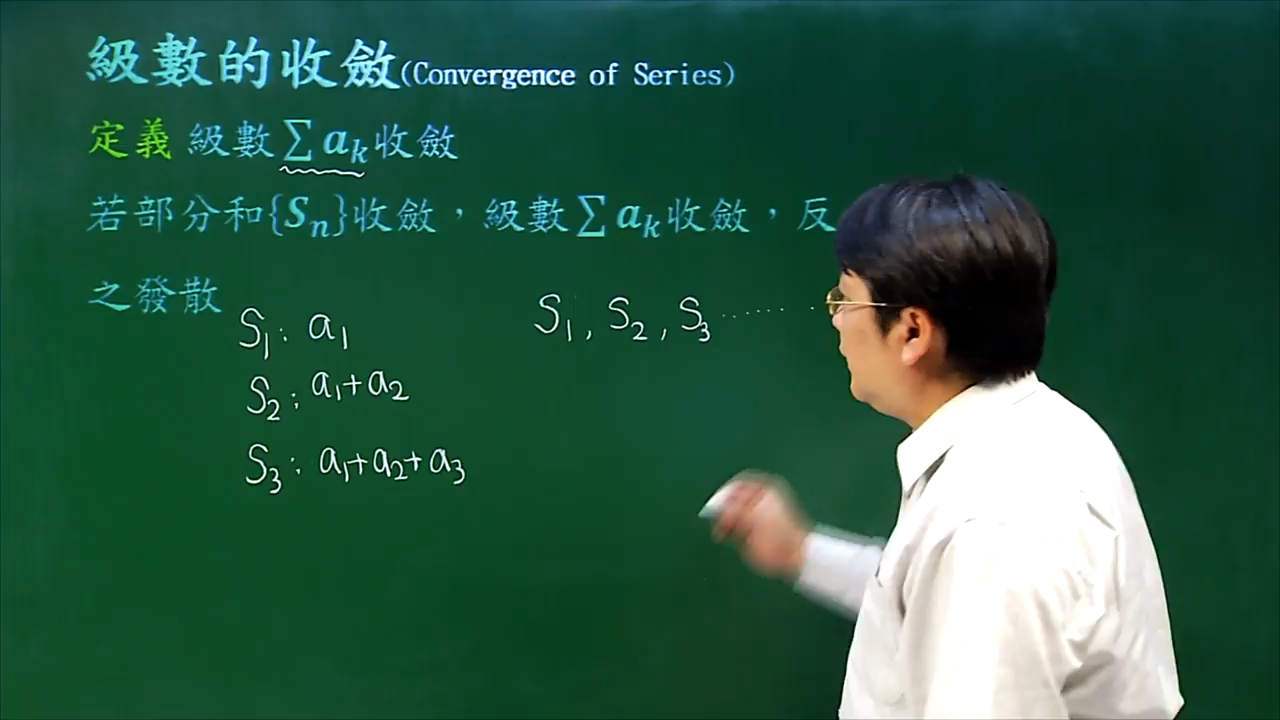 級數的收斂(Convergence of Series)
定義 級數∑aₖ收斂
若部分和{Sₙ}收斂，級數∑aₖ收斂，反
之發散
S₁: a₁
S₂: a₁+a₂
S₃: a₁+a₂+a₃
S₁, S₂, S₃......